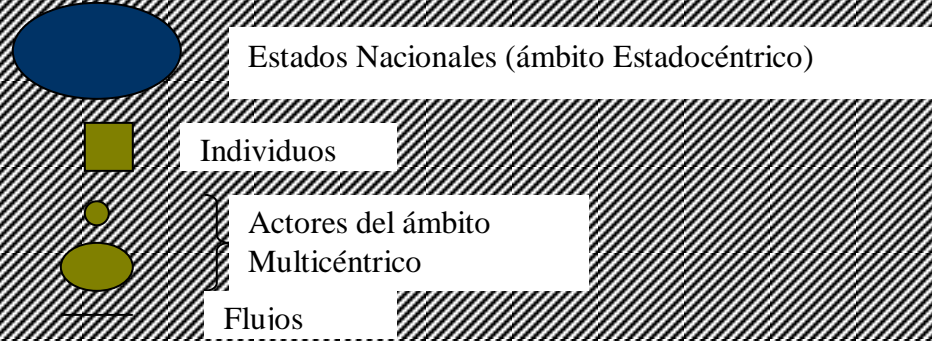 Estados Nacionales (ámbito Estadocéntrico)
Individuos
Actores del ámbito
Multicéntrico
Flujos